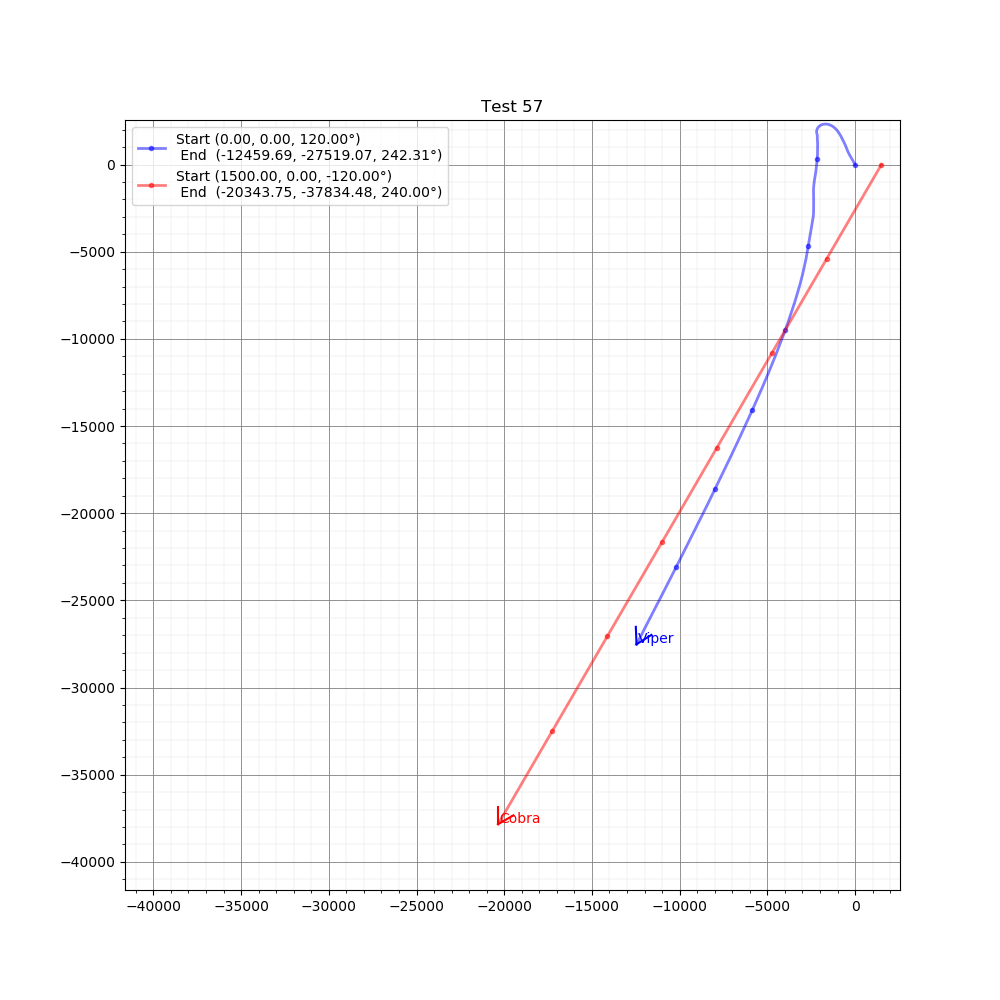 Test 57
Start (0.00, 0.00, 120.00°)
End  (-12459.69, -27519.07, 242.31°)
Start (1500.00, 0.00, -120.00°)
End  (-20343.75, -37834.48, 240.00°)
0
−5000
−10000
−15000
−20000
−25000
−30000
−35000
−40000
Viper
Cobra
−40000 −35000 −30000 −25000 −20000 −15000 −10000 −5000 0